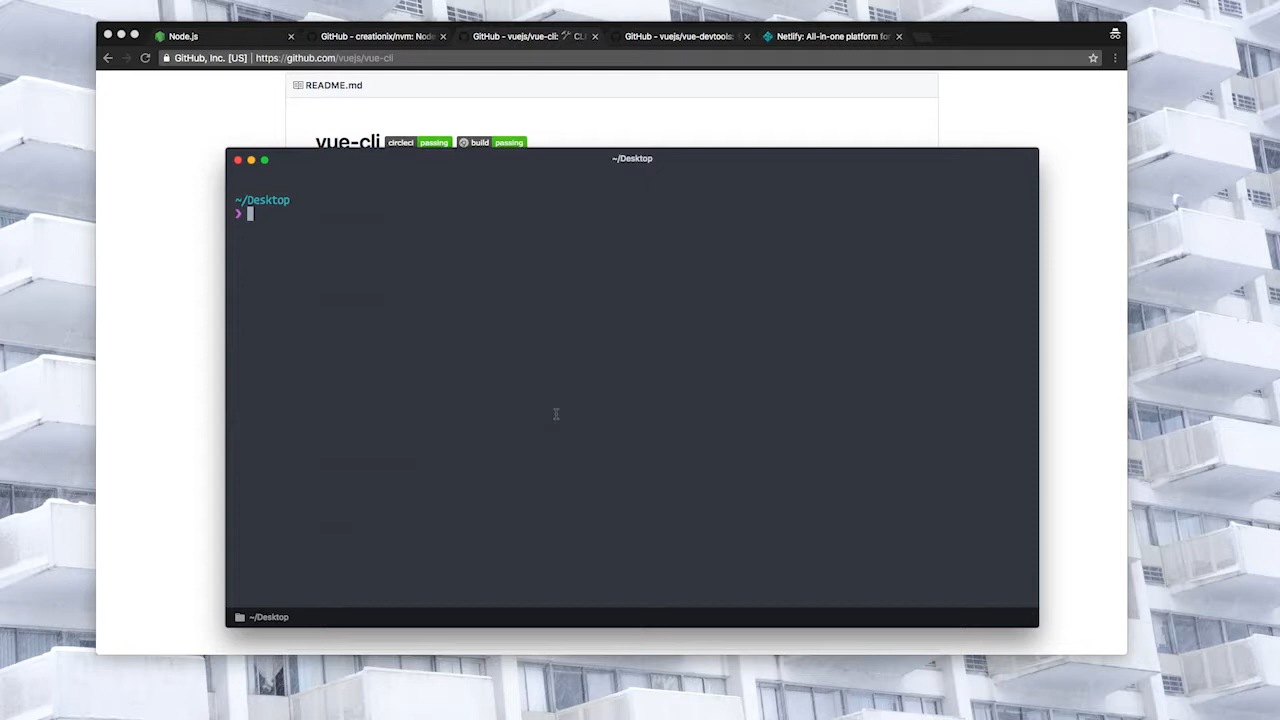 Node.js
GitHub - creationix/nvm: Node
GitHub - vuejs/vue-cli: 🛠 CLI
GitHub - vuejs/vue-devtools:
Netlify: All-in-one platform for
GitHub, Inc. [US] | https://github.com/vuejs/vue-cli
README.md
vue-cli circleci passing build passing
~/Desktop
~/Desktop
❯
~/Desktop